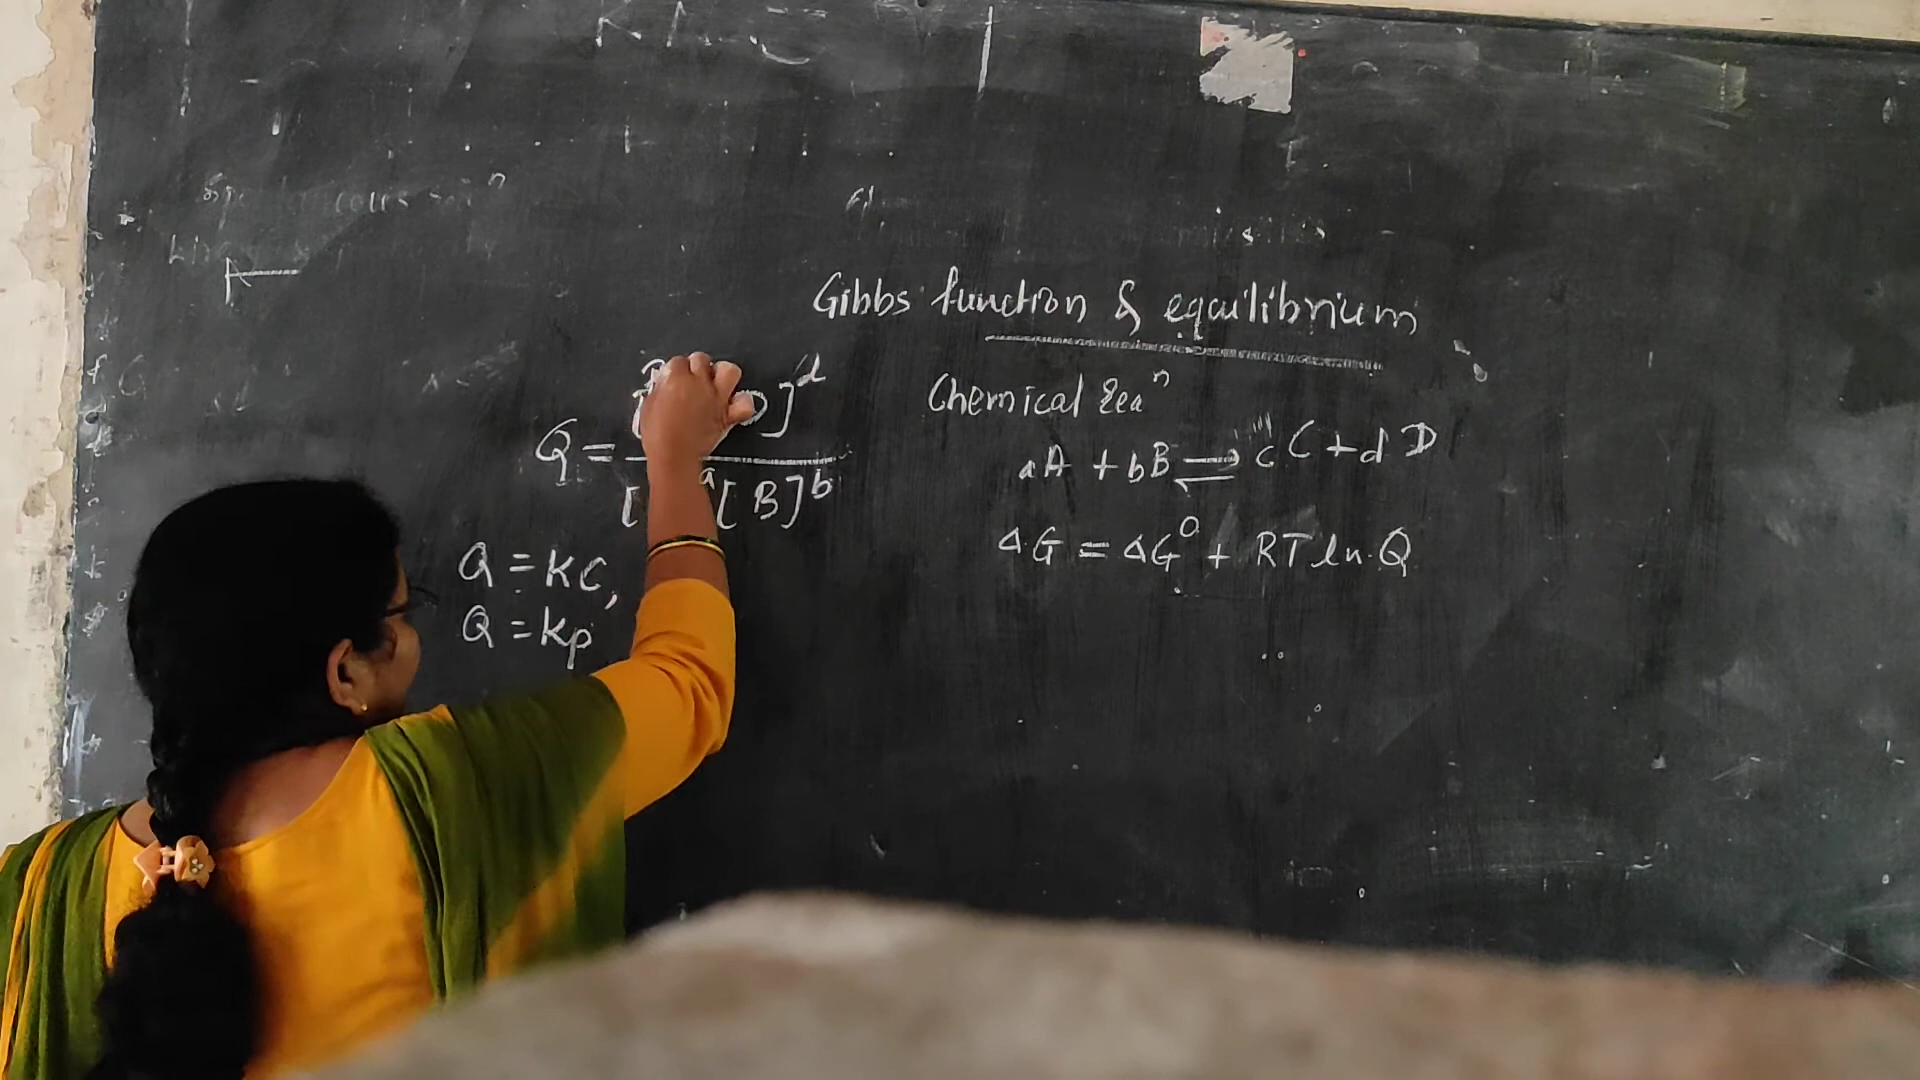 Gibbs function & equilibrium
Chemical rea^n
aA + bB ⇌ cC + dD
ΔG = ΔG° + RT ln Q
Q = [ D]^d / [ ^a [B]^b
Q = KC,
Q = Kp